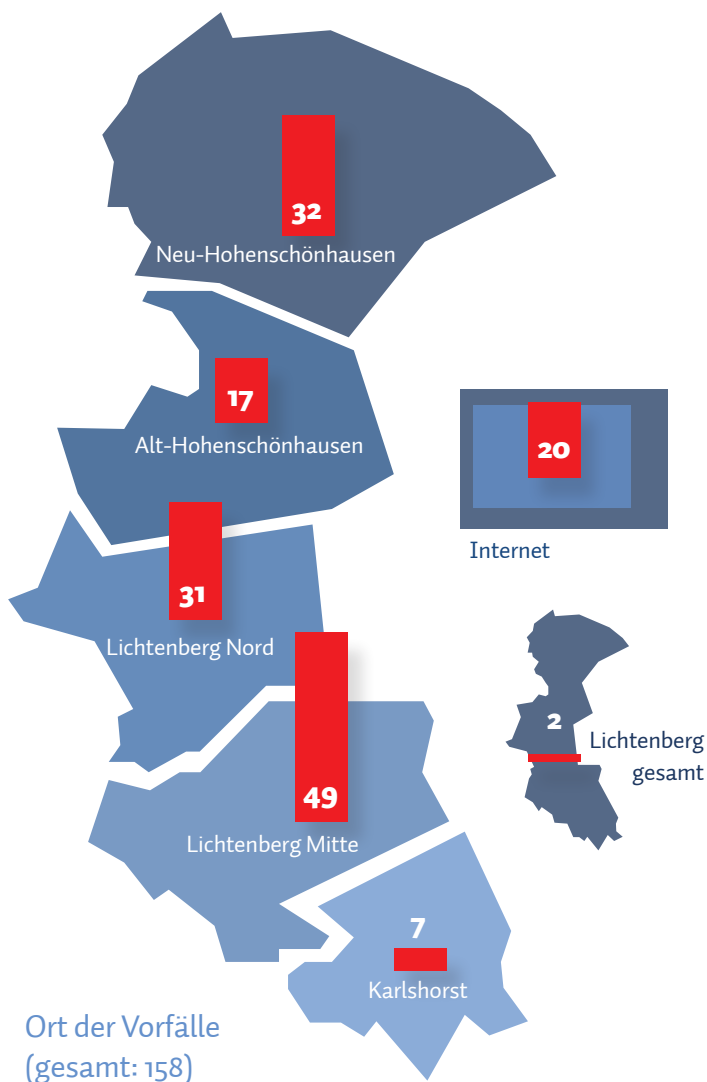 32
Neu-Hohenschönhausen
17
Alt-Hohenschönhausen
20
Internet
31
Lichtenberg Nord
2
Lichtenberg
gesamt
49
Lichtenberg Mitte
7
Karlshorst
Ort der Vorfälle
(gesamt: 158)